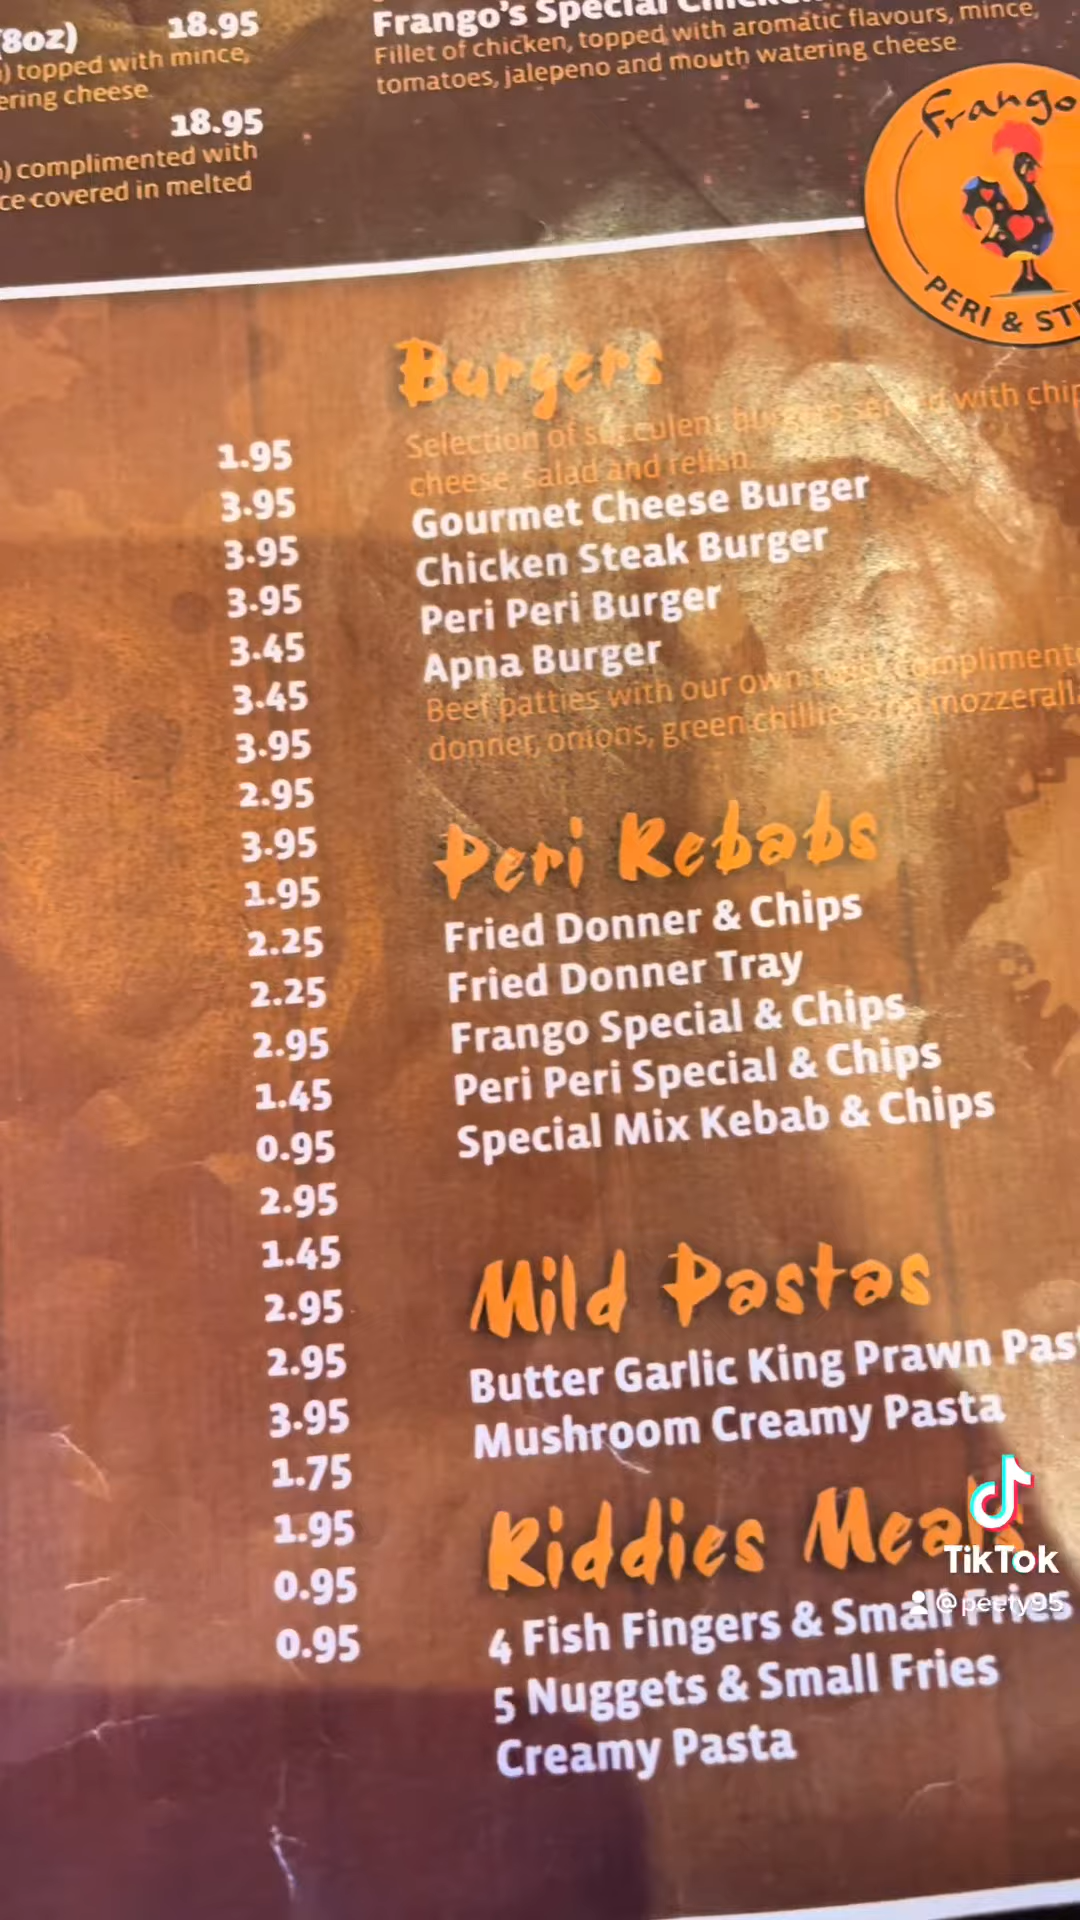 (8oz) 18.95
topped with mince,
ering cheese.
18.95
complimented with
ce covered in melted
Frango's Special
Fillet of chicken, topped with aromatic flavours, mince,
tomatoes, jalepeno and mouth watering cheese.
Frango
PERI & STE
1.95
3.95
3.95
3.95
3.45
3.45
3.95
2.95
3.95
1.95
2.25
2.25
2.95
1.45
0.95
2.95
1.45
2.95
2.95
3.95
1.75
1.95
0.95
0.95
Burgers
Selection of succulent burgers served with chip
cheese, salad and relish.
Gourmet Cheese Burger
Chicken Steak Burger
Peri Peri Burger
Apna Burger
Beef patties with our own compliment
donner, onions, green chillies and mozzerall
Peri Kebabs
Fried Donner & Chips
Fried Donner Tray
Frango Special & Chips
Peri Peri Special & Chips
Special Mix Kebab & Chips
Mild Pastas
Butter Garlic King Prawn Past
Mushroom Creamy Pasta
Kiddies Meals
4 Fish Fingers & Small Fries
5 Nuggets & Small Fries
Creamy Pasta
TikTok
@peety95